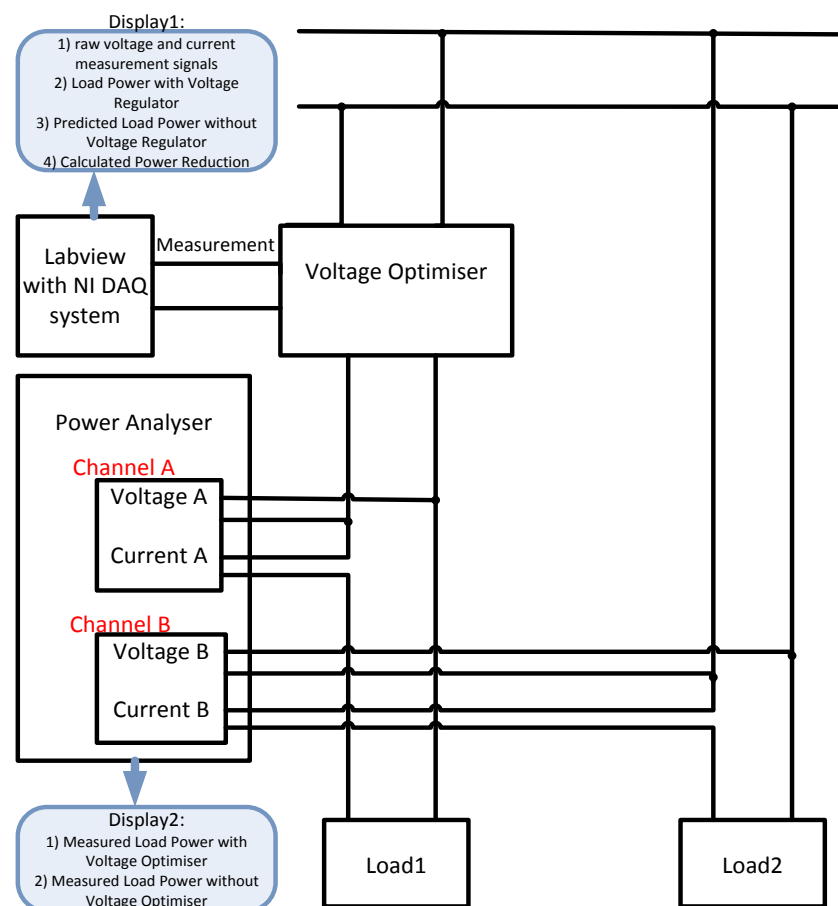 Display1:
1) raw voltage and current
measurement signals
2) Load Power with Voltage
Regulator
3) Predicted Load Power without
Voltage Regulator
4) Calculated Power Reduction
Labview
with NI DAQ
system
Measurement
Voltage Optimiser
Power Analyser
Channel A
Voltage A
Current A
Channel B
Voltage B
Current B
Display2:
1) Measured Load Power with
Voltage Optimiser
2) Measured Load Power without
Voltage Optimiser
Load1
Load2